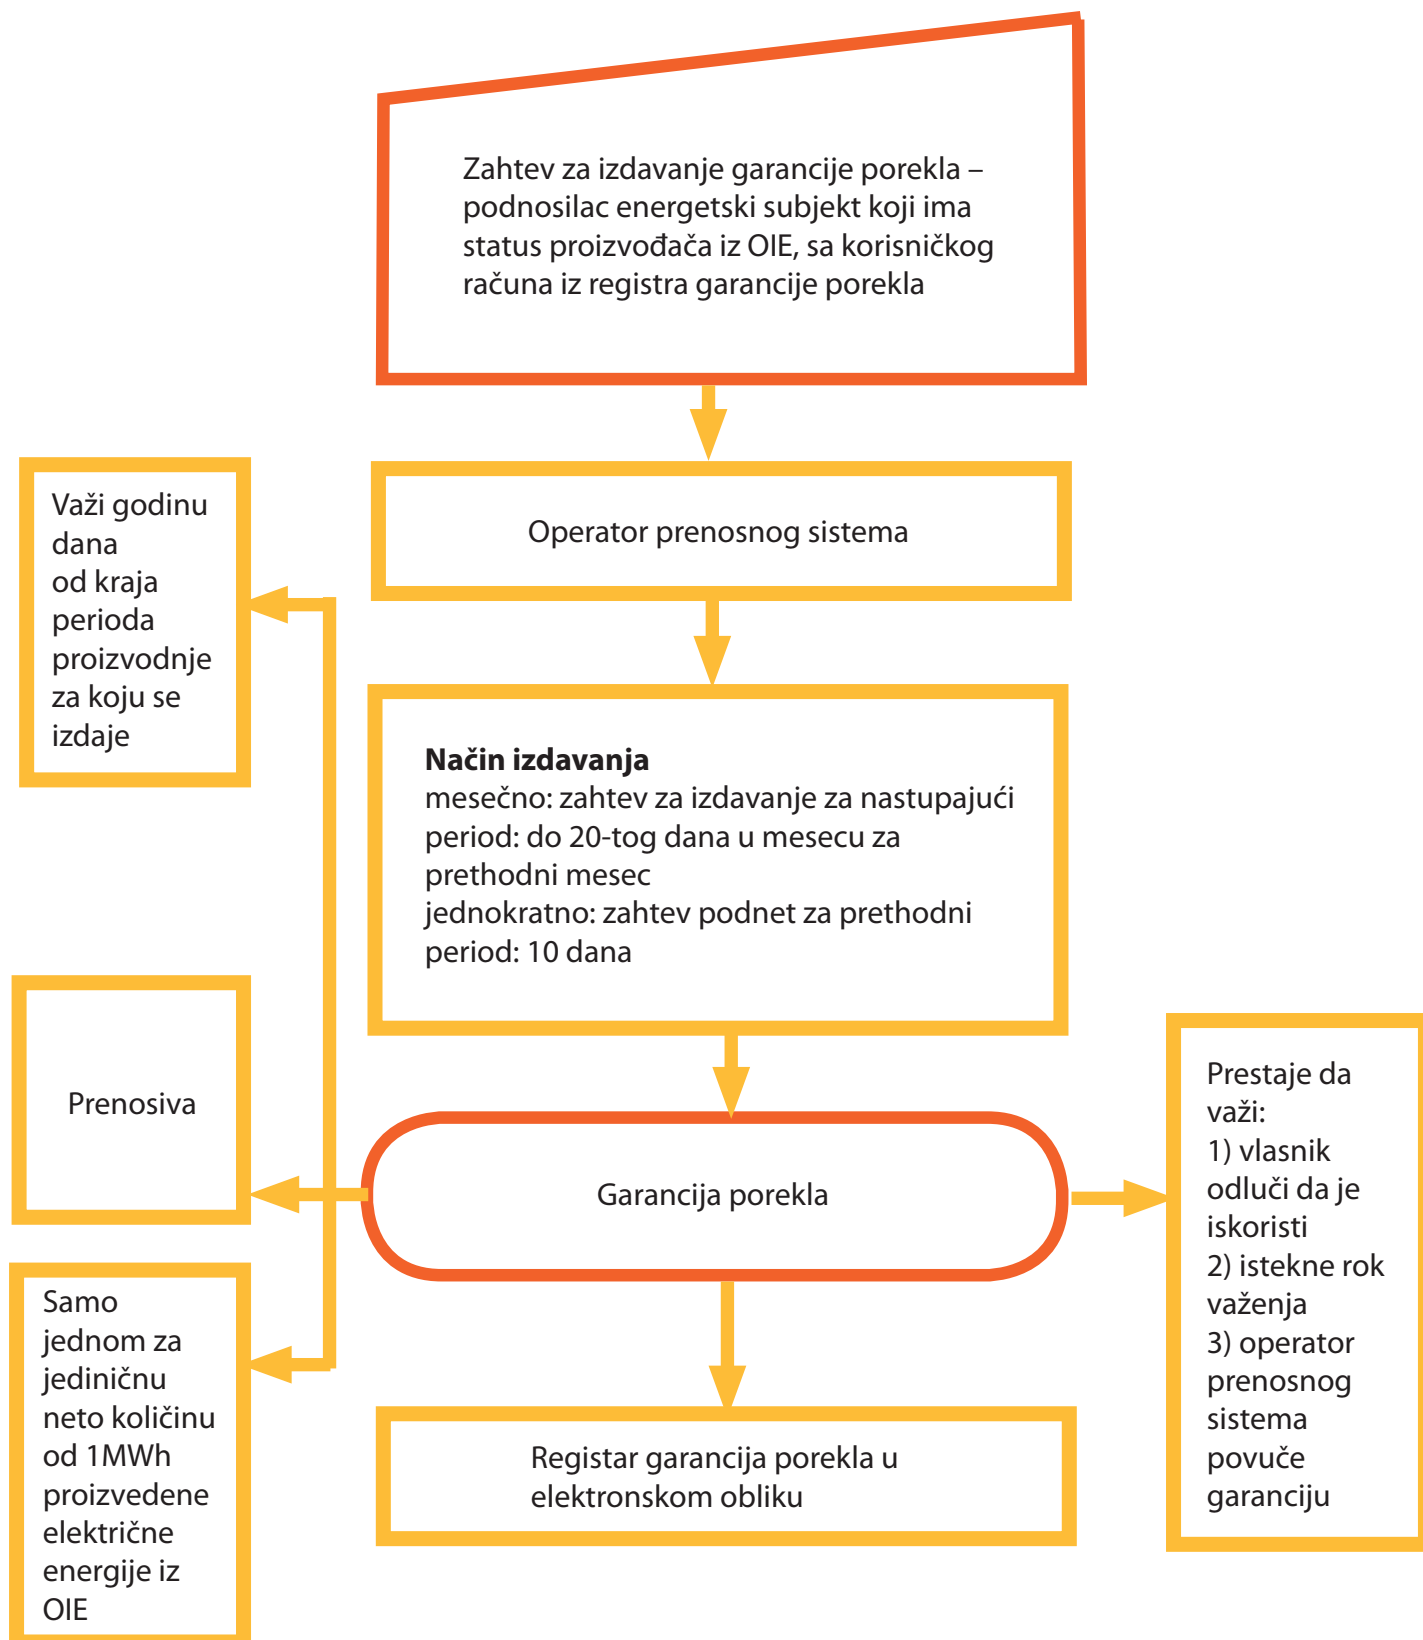 Zahtev za izdavanje garancije porekla –
podnosilac energetski subjekt koji ima
status proizvođača iz OIE, sa korisničkog
računa iz registra garancije porekla
Operator prenosnog sistema
Važi godinu
dana
od kraja
perioda
proizvodnje
za koju se
izdaje
Način izdavanja
mesečno: zahtev za izdavanje za nastupajući
period: do 20-tog dana u mesecu za
prethodni mesec
jednokratno: zahtev podnet za prethodni
period: 10 dana
Prenosiva
Garancija porekla
Prestaje da
važi:
1) vlasnik
odluči da je
iskoristi
2) istekne rok
važenja
3) operator
prenosnog
sistema
povuče
garanciju
Samo
jednom za
jediničnu
neto količinu
od 1MWh
proizvedene
električne
energije iz
OIE
Registar garancija porekla u
elektronskom obliku